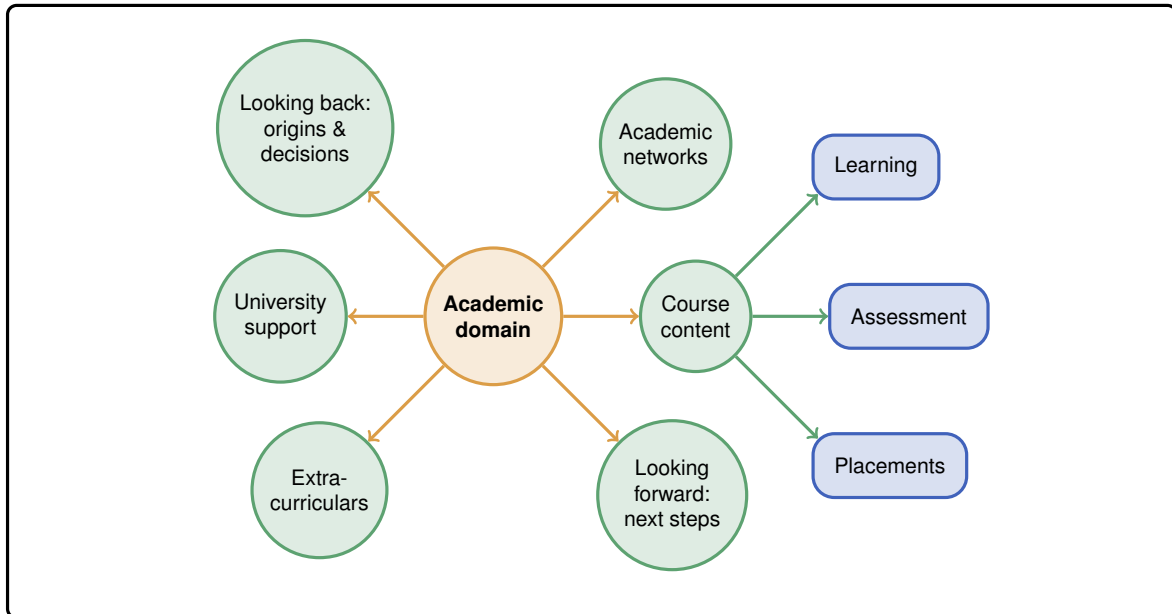 Looking back:
origins &
decisions
Academic
networks
Learning
University
support
Academic
domain
Course
content
Assessment
Extra-
curriculars
Looking
forward:
next steps
Placements